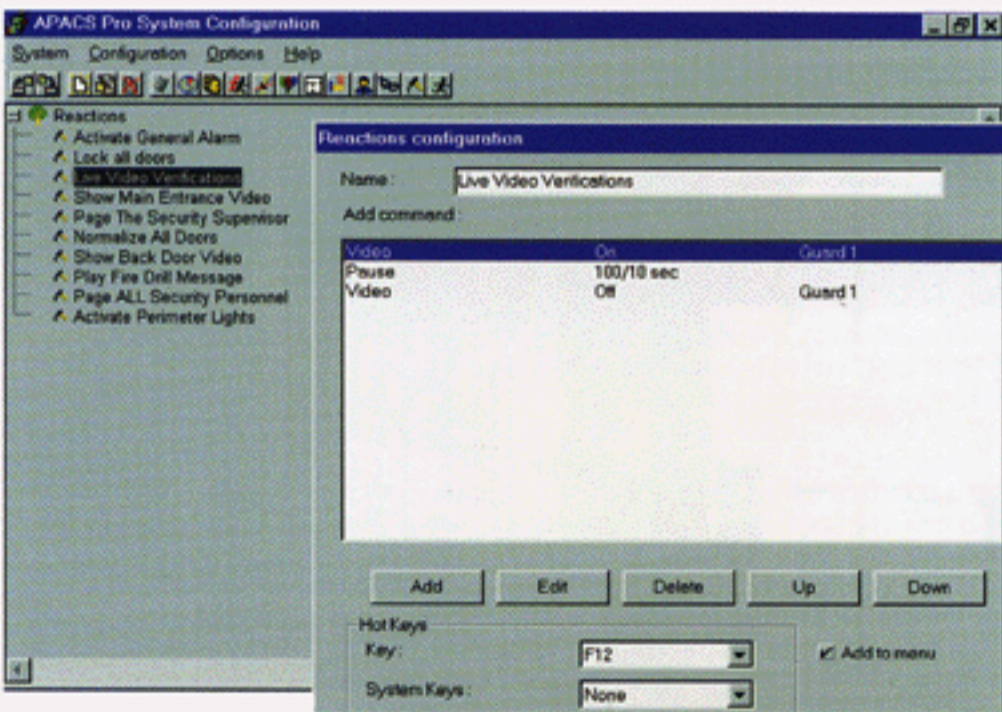 APACS Pro System Configuration
System Configuration Options Help
Reactions
Activate General Alarm
Lock all doors
Live Video Verifications
Show Main Entrance Video
Page The Security Supervisor
Normalize All Doors
Show Back Door Video
Play Fire Drill Message
Page ALL Security Personnel
Activate Perimeter Lights
Reactions configuration
Name: Live Video Verifications
Add command:
Video On Guard 1
Pause 100/10 sec
Video Off Guard 1
Add Edit Delete Up Down
Hot Keys
Key: F12
Add to menu
System Keys: None